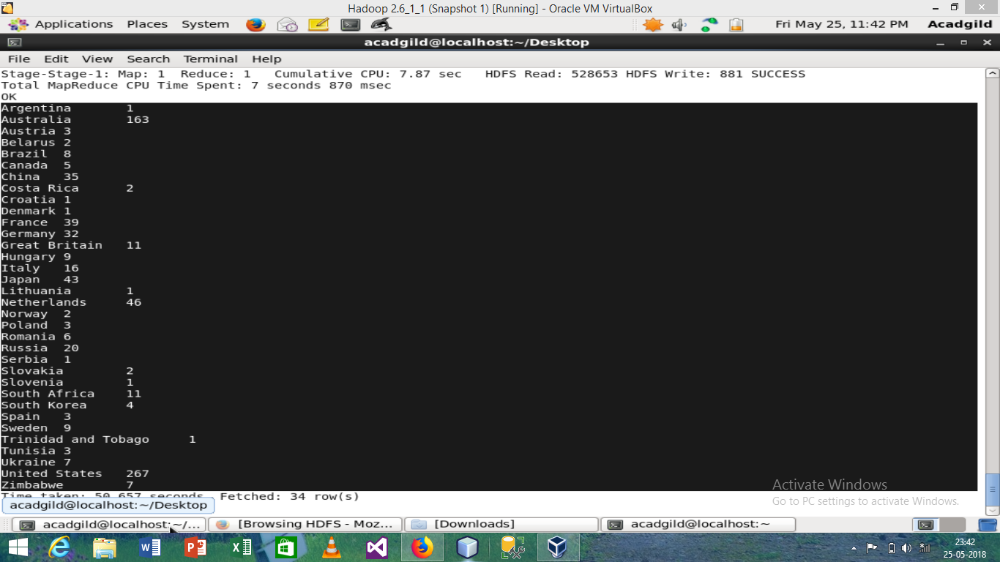 Hadoop 2.6_1_1 (Snapshot 1) [Running] - Oracle VM VirtualBox
Applications Places System Fri May 25, 11:42 PM Acadgild
acadgild@localhost:~/Desktop
File Edit View Search Terminal Help
Stage-Stage-1: Map: 1 Reduce: 1 Cumulative CPU: 7.87 sec HDFS Read: 528653 HDFS Write: 881 SUCCESS
Total MapReduce CPU Time Spent: 7 seconds 870 msec
OK
Argentina 1
Australia 163
Austria 3
Belarus 2
Brazil 8
Canada 5
China 35
Costa Rica 2
Croatia 1
Denmark 1
France 39
Germany 32
Great Britain 11
Hungary 9
Italy 16
Japan 43
Lithuania 1
Netherlands 46
Norway 2
Poland 3
Romania 6
Russia 20
Serbia 1
Slovakia 2
Slovenia 1
South Africa 11
South Korea 4
Spain 3
Sweden 9
Trinidad and Tobago 1
Tunisia 3
Ukraine 7
United States 267
Zimbabwe 7
Time taken: 50.657 seconds, Fetched: 34 row(s)
Activate Windows
Go to PC settings to activate Windows.
acadgild@localhost:~/Desktop
acadgild@localhost:~/... [Browsing HDFS - Moz... [Downloads] acadgild@localhost:~
23:42
25-05-2018